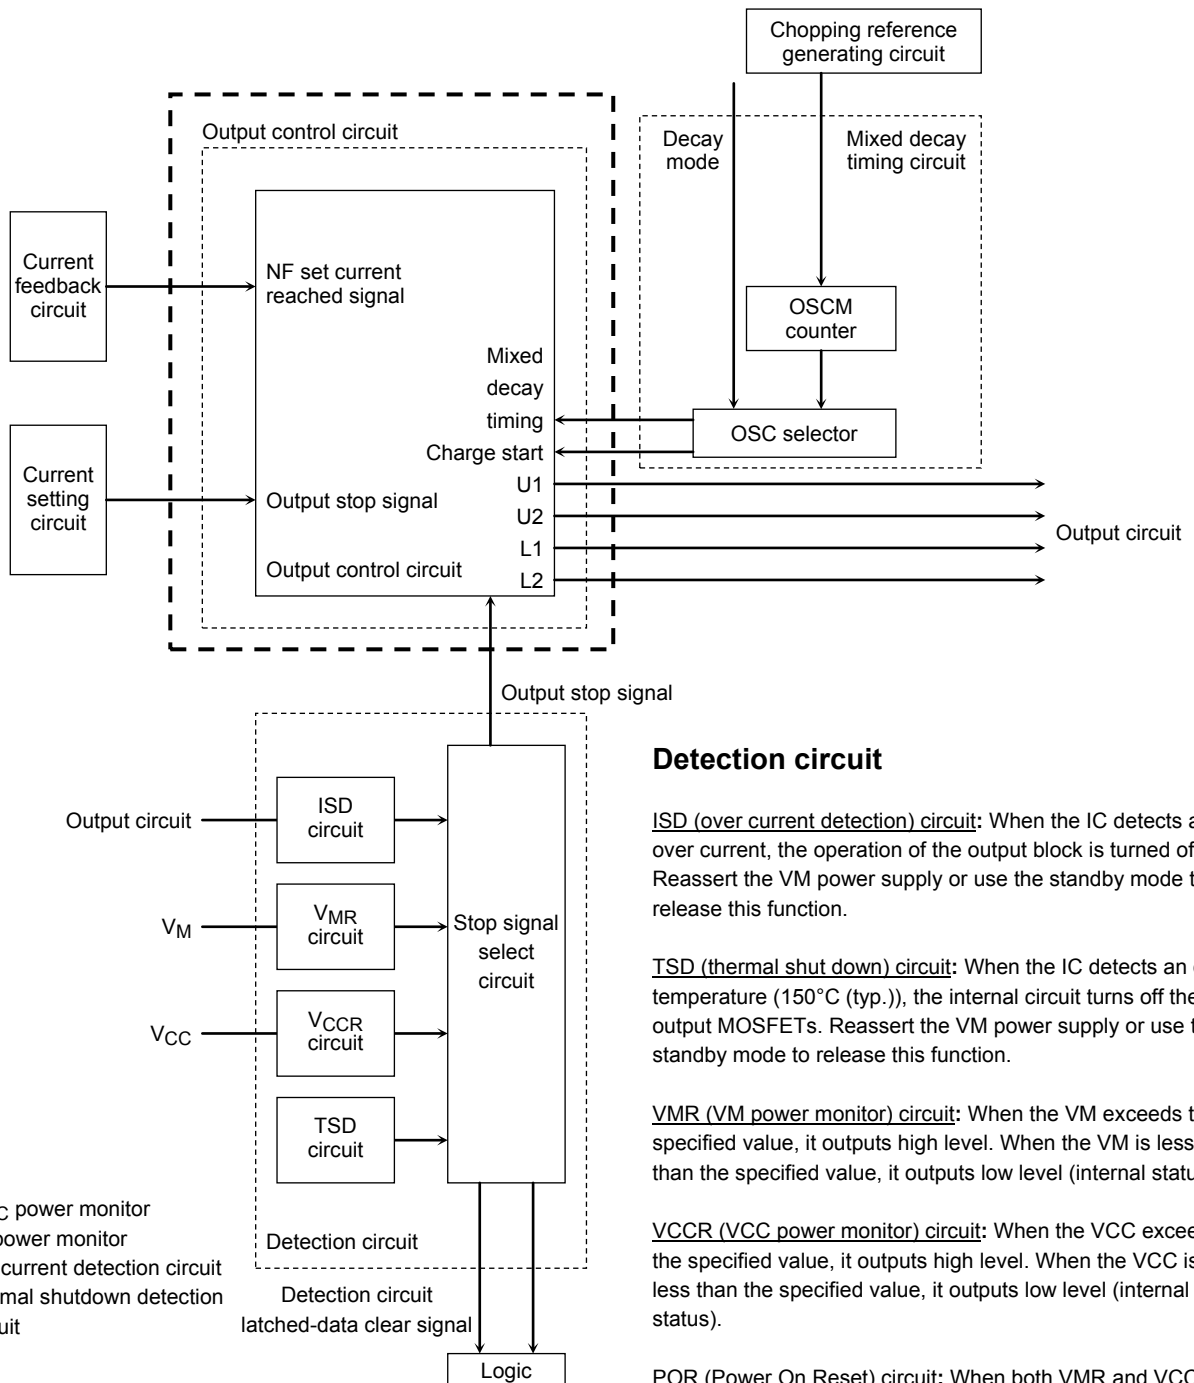 Chopping reference
generating circuit
Output control circuit
Decay
mode
Mixed decay
timing circuit
Current
feedback
circuit
NF set current
reached signal
OSCM
counter
Mixed
decay
timing
OSC selector
Charge start
Current
setting
circuit
U1
Output stop signal
U2
Output circuit
L1
Output control circuit
L2
Output stop signal
Detection circuit
ISD (over current detection) circuit: When the IC detects
over current, the operation of the output block is turned
Reassert the VM power supply or use the standby mode
release this function.
TSD (thermal shut down) circuit: When the IC detects an
temperature (150°C (typ.)), the internal circuit turns off the
output MOSFETs. Reassert the VM power supply or use
standby mode to release this function.
VMR (VM power monitor) circuit: When the VM exceeds
specified value, it outputs high level. When the VM is less
than the specified value, it outputs low level (internal
VCCR (VCC power monitor) circuit: When the VCC
the specified value, it outputs high level. When the VCC is
less than the specified value, it outputs low level (internal
status).
POR (Power On Reset) circuit: When both VMR and
Output circuit
ISD
circuit
VM
VMR
circuit
Stop signal
select
circuit
VCC
VCCR
circuit
TSD
circuit
power monitor
power monitor
current detection circuit
shutdown detection
Detection circuit
Detection circuit
latched-data clear signal
Logic